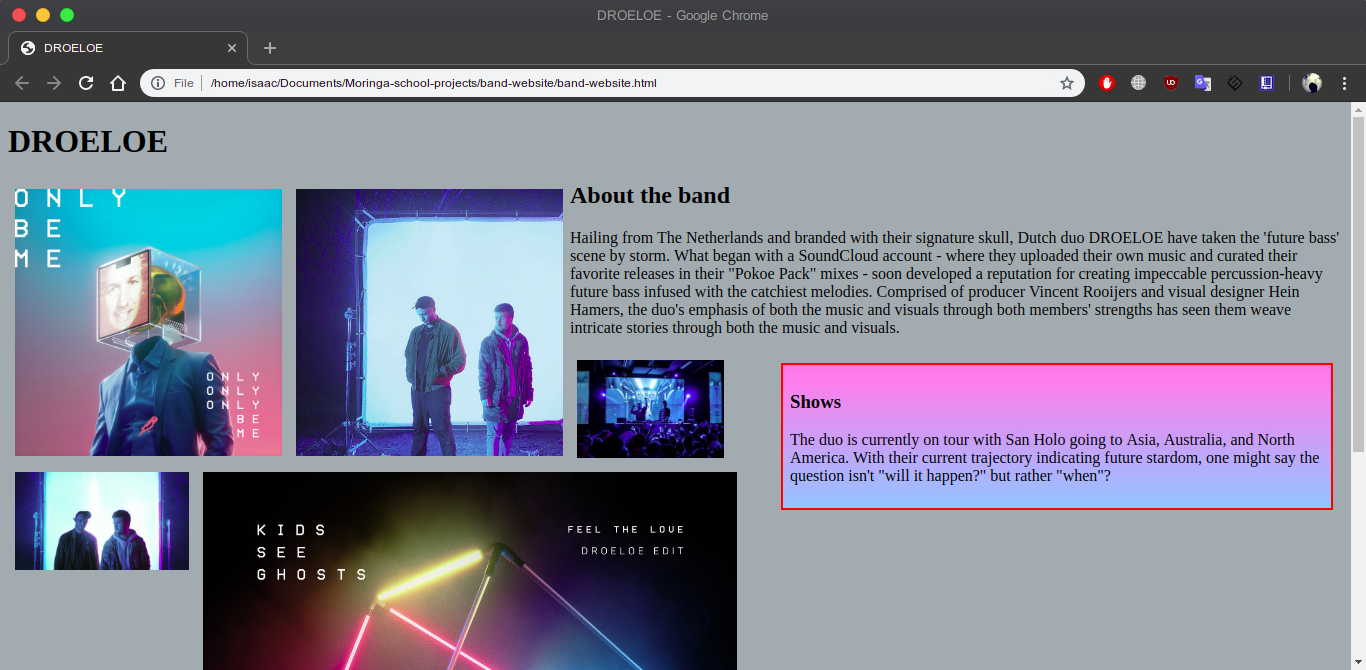 DROELOE - Google Chrome
DROELOE
File
/home/isaac/Documents/Moringa-school-projects/band-website/band-website.html
DROELOE
ONLY
BE
ME
ONLY
ONLY
ONLY
BE
ME
About the band
Hailing from The Netherlands and branded with their signature skull, Dutch duo DROELOE have taken the 'future bass'
scene by storm. What began with a SoundCloud account - where they uploaded their own music and curated their
favorite releases in their "Pokoe Pack" mixes - soon developed a reputation for creating impeccable percussion-heavy
future bass infused with the catchiest melodies. Comprised of producer Vincent Rooijers and visual designer Hein
Hamers, the duo's emphasis of both the music and visuals through both members' strengths has seen them weave
intricate stories through both the music and visuals.
Shows
The duo is currently on tour with San Holo going to Asia, Australia, and North
America. With their current trajectory indicating future stardom, one might say the
question isn't "will it happen?" but rather "when"?
KIDS
SEE
GHOSTS
FEEL THE LOVE
DROELOE EDIT